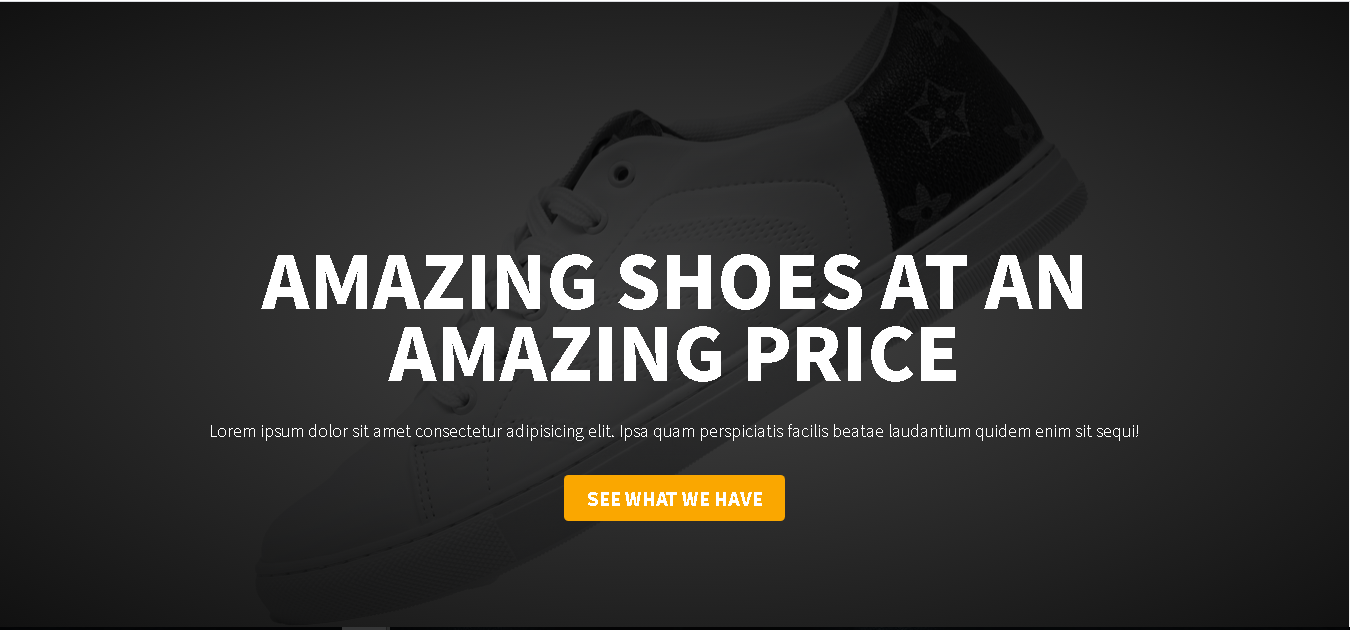 AMAZING SHOES AT AN
AMAZING PRICE
Lorem ipsum dolor sit amet consectetur adipisicing elit. Ipsa quam perspiciatis facilis beatae laudantium quidem enim sit sequi!
SEE WHAT WE HAVE